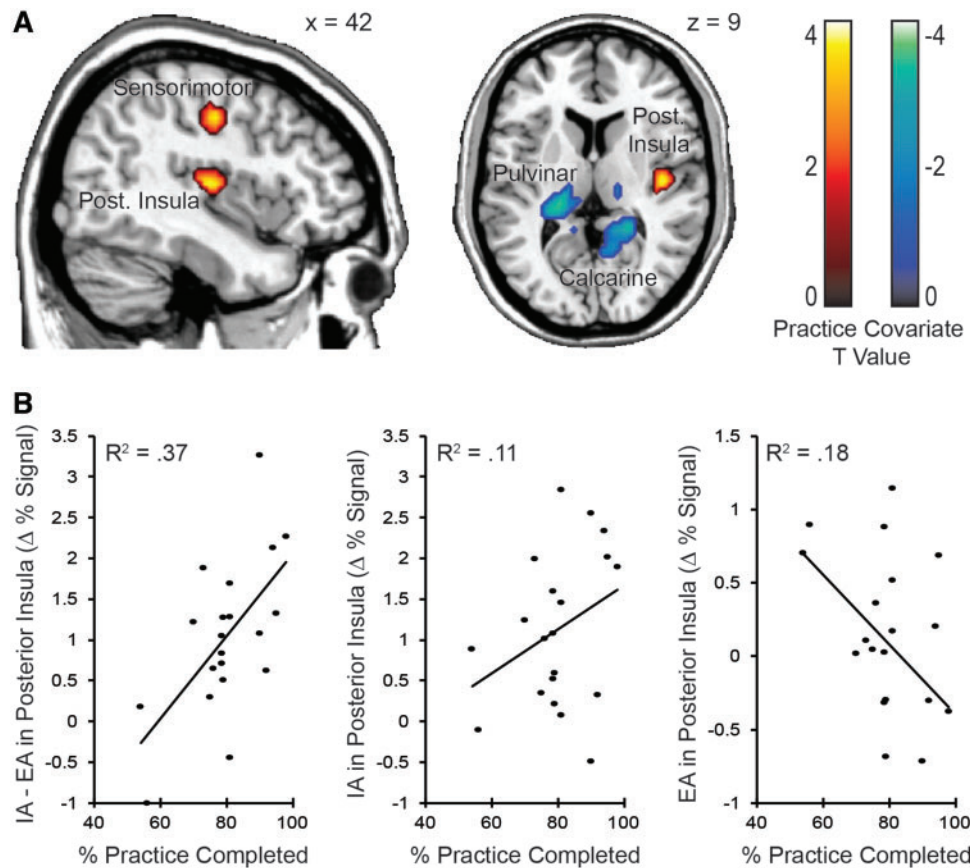 A
x = 42
z = 9
Sensorimotor
Post. Insula
Post.
Insula
Pulvinar
Calcarine
4
2
0
-4
-2
-0
Practice Covariate
T Value
B
R² = .37
IA - EA in Posterior Insula (Δ % Signal)
3.5
3
2.5
2
1.5
1
0.5
0
-0.5
-1
40
60
80
100
% Practice Completed
R² = .11
IA in Posterior Insula (Δ % Signal)
3.5
3
2.5
2
1.5
1
0.5
0
-0.5
-1
40
60
80
100
% Practice Completed
R² = .18
EA in Posterior Insula (Δ % Signal)
1.5
1
0.5
0
-0.5
-1
40
60
80
100
% Practice Completed